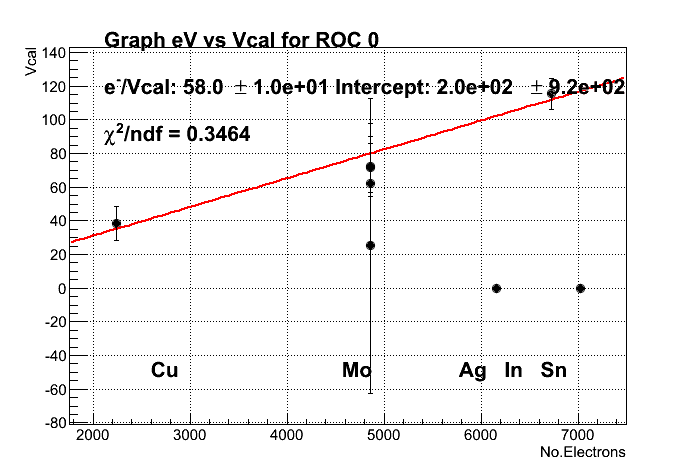 Graph eV vs Vcal for ROC 0
e⁻/Vcal: 58.0 ± 1.0e+01 Intercept: 2.0e+02 ± 9.2e+02
χ²/ndf = 0.3464
Vcal
140
120
100
80
60
40
20
0
-20
-40
-60
-80
Cu Mo Ag In Sn
2000 3000 4000 5000 6000 7000
No.Electrons